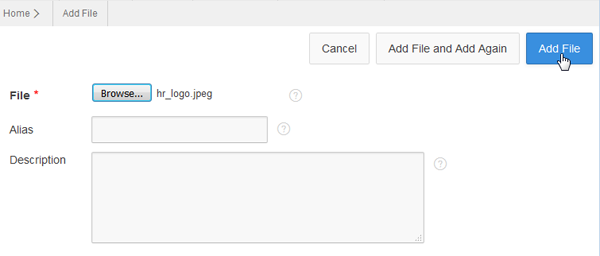 Home > Add File
Cancel Add File and Add Again Add File
File * Browse... hr_logo.jpeg ?
Alias ?
Description ?